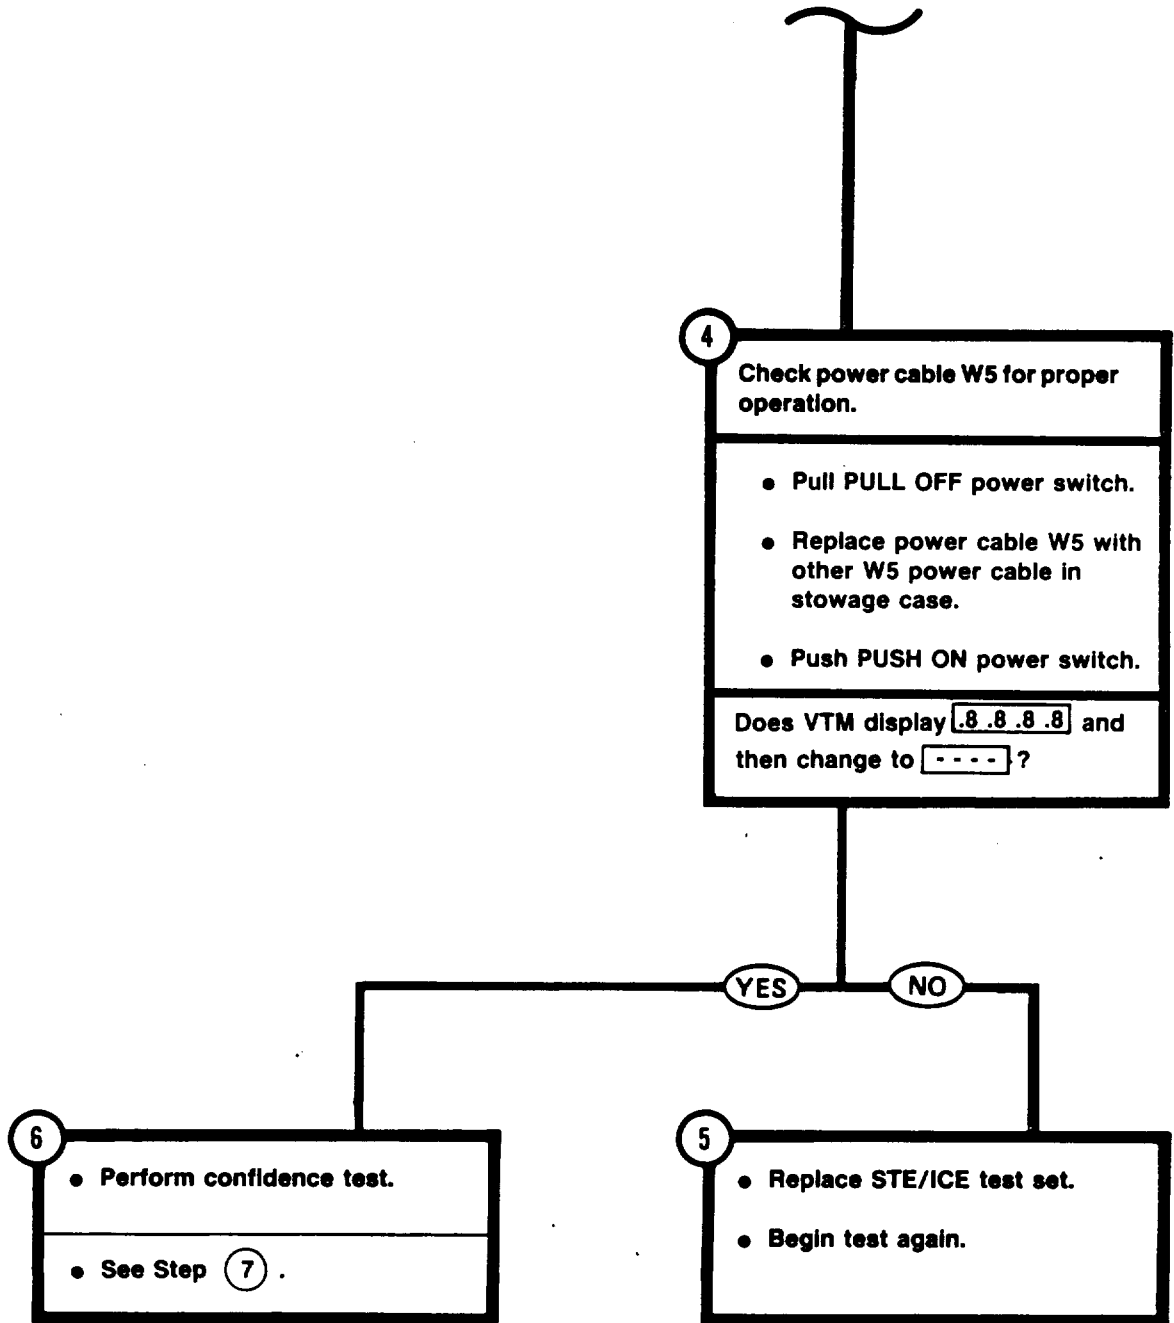 4
Check power cable W5 for proper
operation.
• Pull PULL OFF power switch.
• Replace power cable W5 with
other W5 power cable in
stowage case.
• Push PUSH ON power switch.
Does VTM display .8 .8 .8 .8 and
then change to - - - - ?
YES
NO
6
• Perform confidence test.
• See Step 7 .
5
• Replace STE/ICE test set.
• Begin test again.